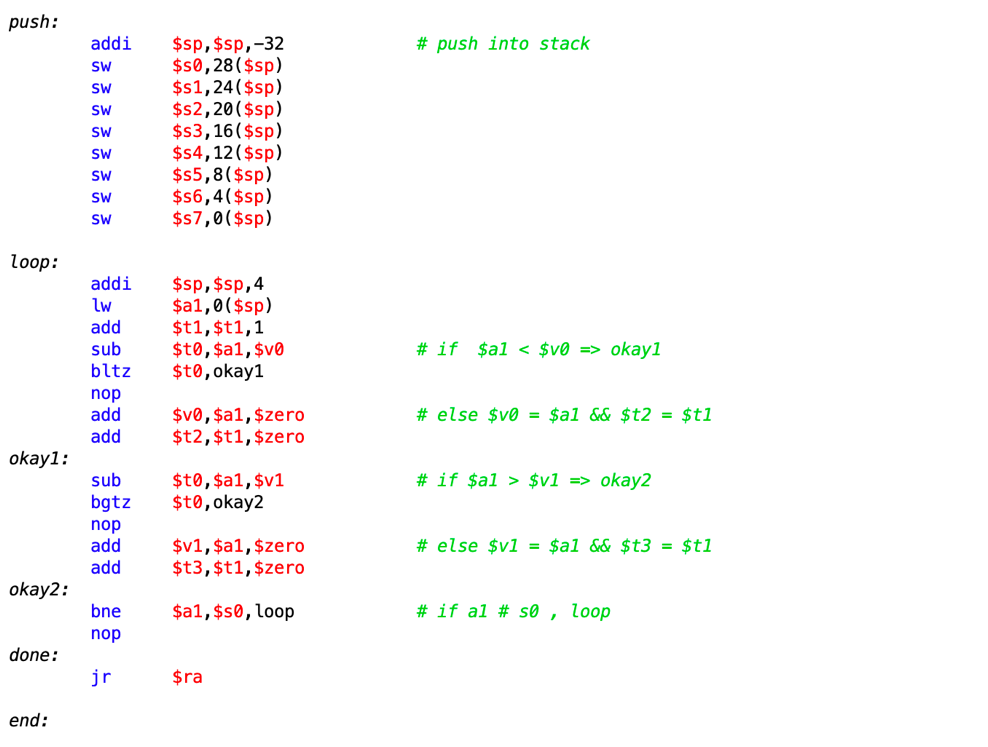 push:
addi $sp,$sp,-32 # push into stack
sw $s0,28($sp)
sw $s1,24($sp)
sw $s2,20($sp)
sw $s3,16($sp)
sw $s4,12($sp)
sw $s5,8($sp)
sw $s6,4($sp)
sw $s7,0($sp)
loop:
addi $sp,$sp,4
lw $a1,0($sp)
add $t1,$t1,1
sub $t0,$a1,$v0 # if $a1 < $v0 => okay1
bltz $t0,okay1
nop
add $v0,$a1,$zero # else $v0 = $a1 && $t2 = $t1
add $t2,$t1,$zero
okay1:
sub $t0,$a1,$v1 # if $a1 > $v1 => okay2
bgtz $t0,okay2
nop
add $v1,$a1,$zero # else $v1 = $a1 && $t3 = $t1
add $t3,$t1,$zero
okay2:
bne $a1,$s0,loop # if a1 # s0 , loop
nop
done:
jr $ra
end: